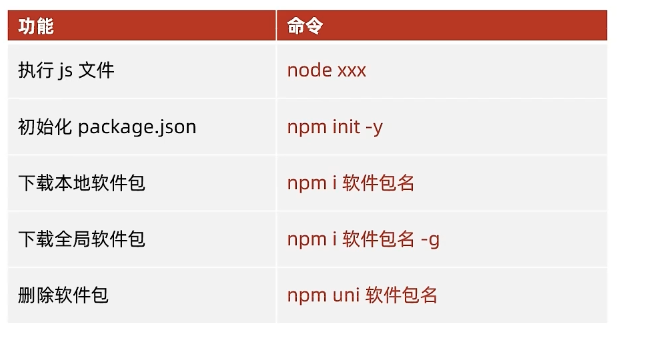 功能 命令
执行 js 文件 node xxx
初始化 package.json npm init -y
下载本地软件包 npm i 软件包名
下载全局软件包 npm i 软件包名 -g
删除软件包 npm uni 软件包名